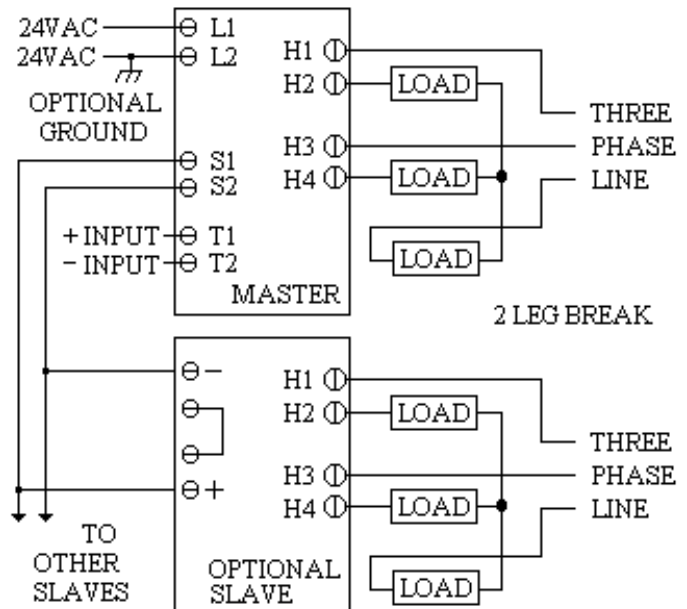 24VAC L1
24VAC L2
OPTIONAL
GROUND
H1
H2 LOAD
THREE
H3 PHASE
S1
H4 LOAD LINE
S2
+ INPUT T1
- INPUT T2
LOAD
MASTER
2 LEG BREAK
-
H1
H2 LOAD
THREE
H3 PHASE
+
H4 LOAD LINE
TO
OTHER
SLAVES
OPTIONAL
SLAVE
LOAD